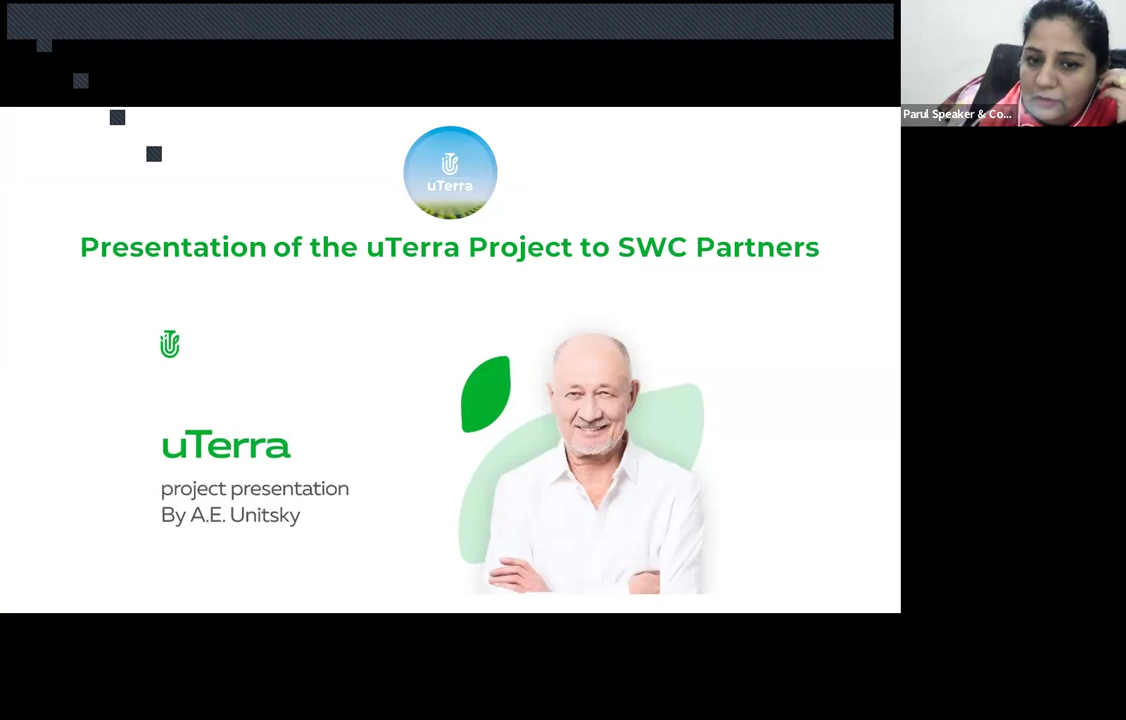 Parul Speaker & Co...
uTerra
Presentation of the uTerra Project to SWC Partners
uTerra
project presentation
By A.E. Unitsky